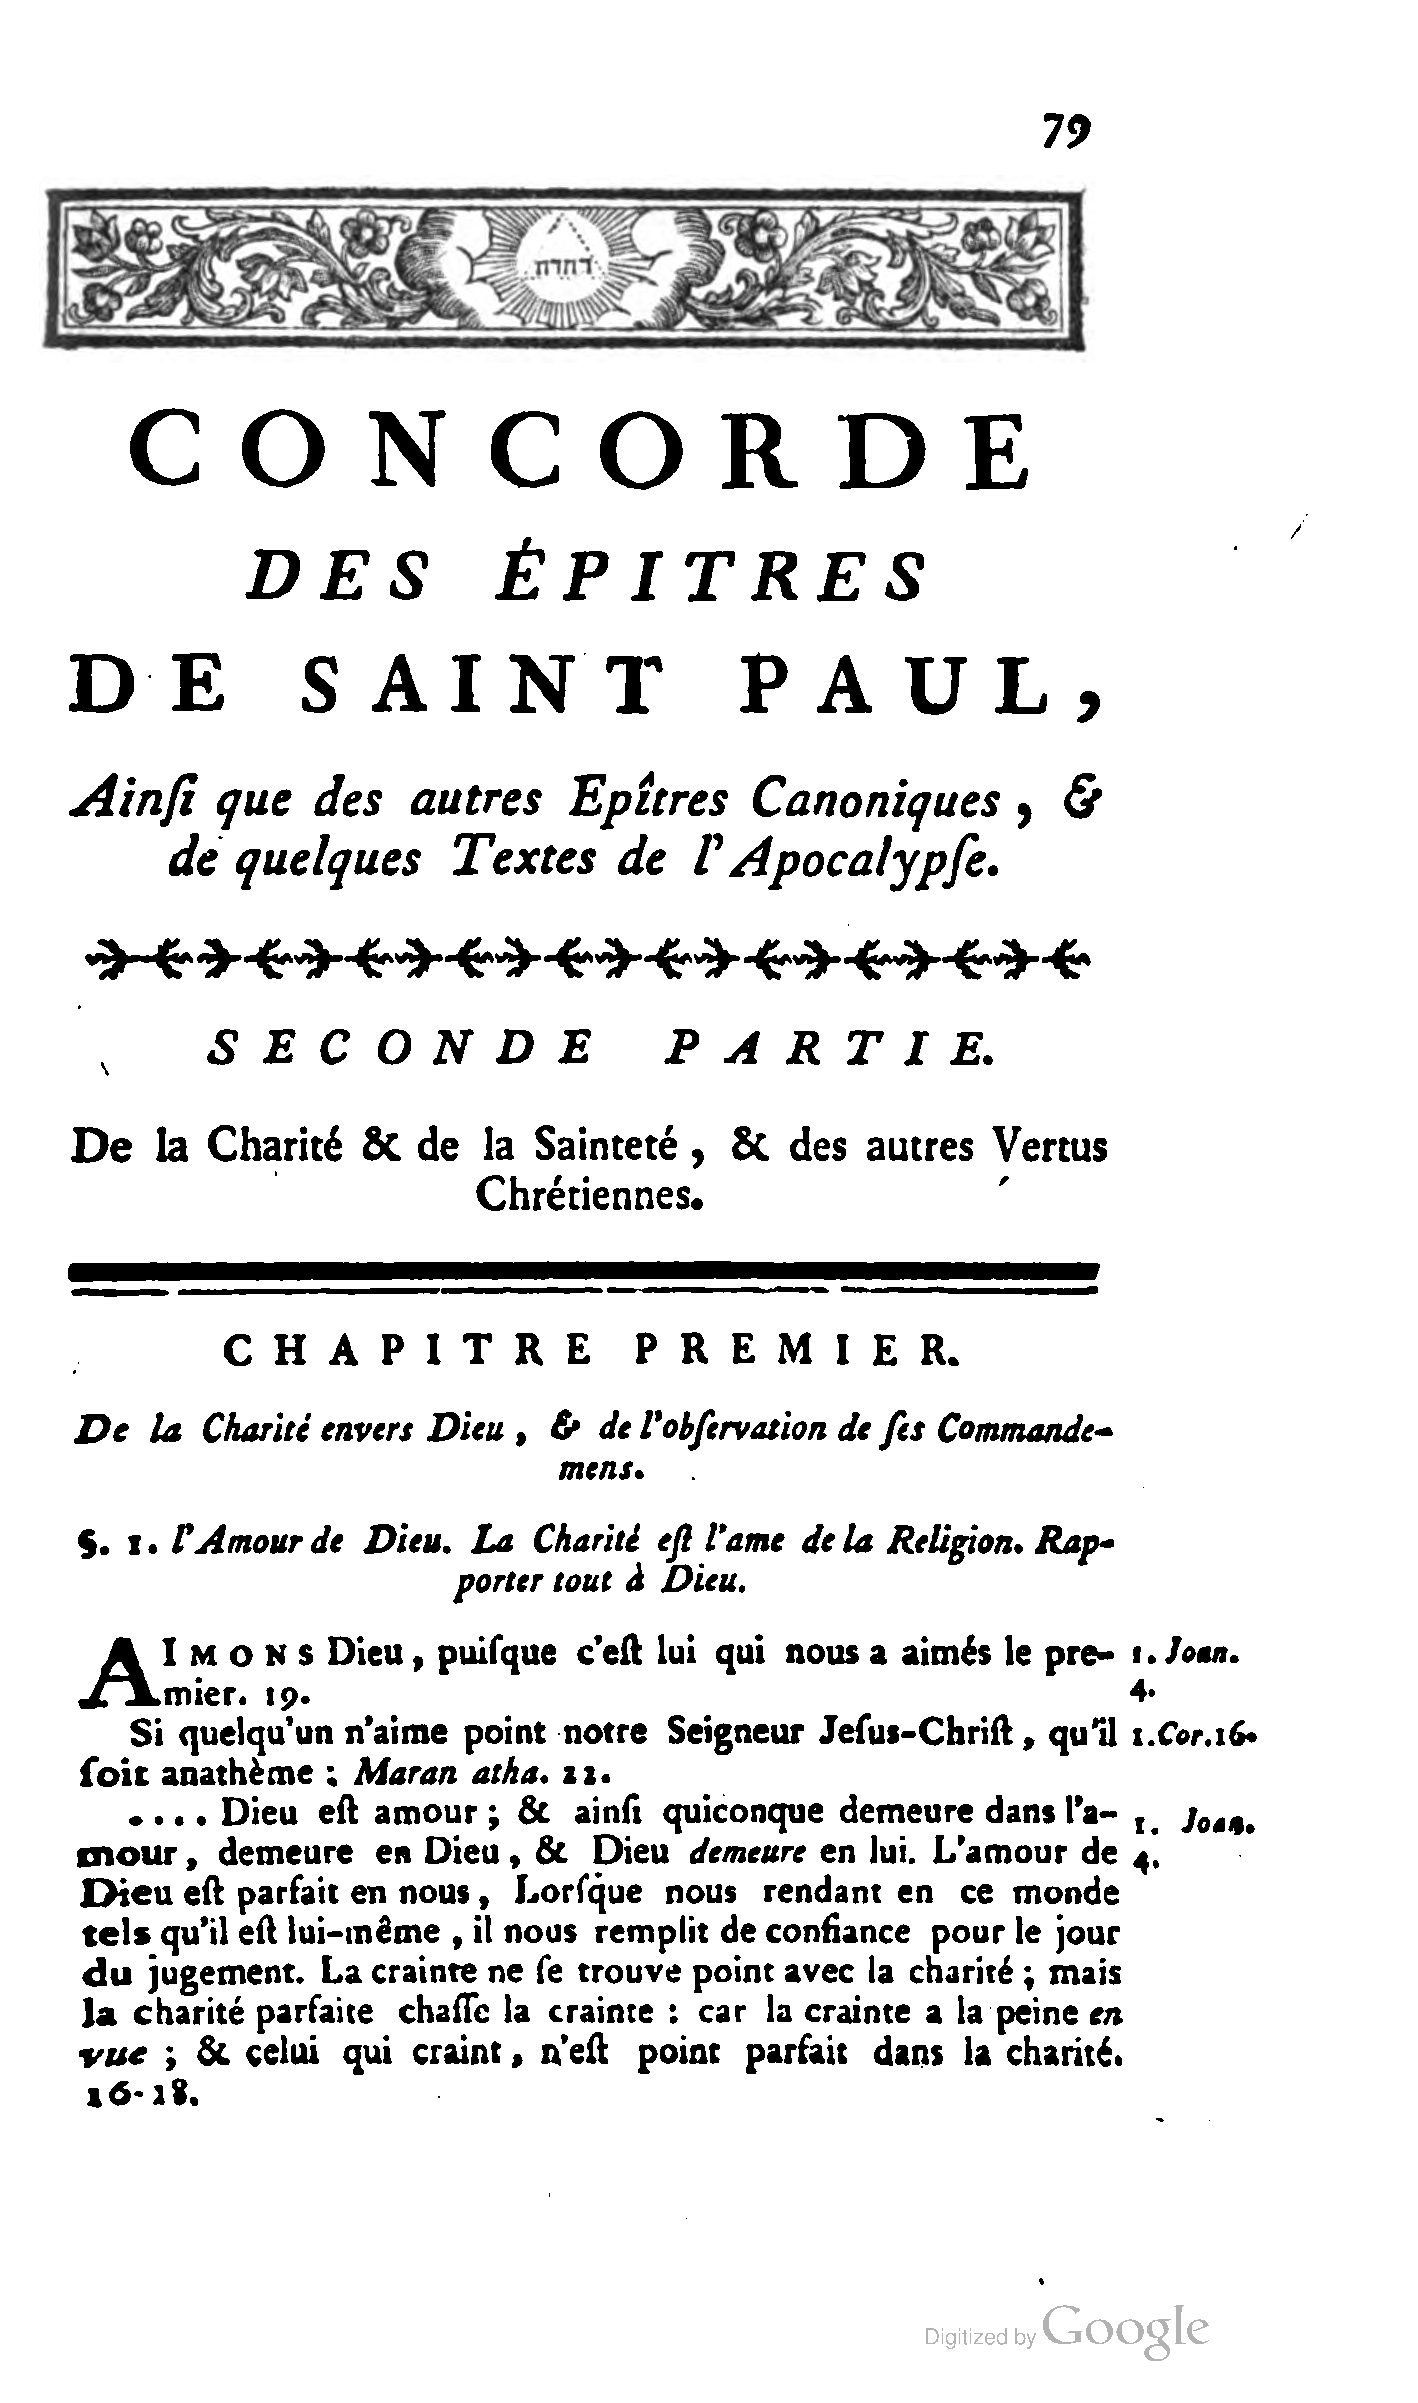 79
CONCORDE
DES ÉPITRES
DE SAINT PAUL,
Ainſi que des autres Epîtres Canoniques, &
de quelques Textes de l'Apocalypſe.
SECONDE PARTIE.
De la Charité & de la Sainteté, & des autres Vertus
Chrétiennes.
CHAPITRE PREMIER.
De la Charité envers Dieu, & de l'obſervation de ſes Commande-
mens.
§. 1. l'Amour de Dieu. La Charité eſt l'ame de la Religion. Rap-
porter tout à Dieu.
AIMONS Dieu, puiſque c'eſt lui qui nous a aimés le pre- 1. Joan.
mier. 19. 4.
Si quelqu'un n'aime point notre Seigneur Jeſus-Chriſt, qu'il 1. Cor. 16.
ſoit anathème; Maran atha. 22.
.... Dieu eſt amour; & ainſi quiconque demeure dans l'a- 1. Joan.
mour, demeure en Dieu, & Dieu demeure en lui. L'amour de 4.
Dieu eſt parfait en nous, Lorſque nous rendant en ce monde
tels qu'il eſt lui-même, il nous remplit de confiance pour le jour
du jugement. La crainte ne ſe trouve point avec la charité; mais
la charité parfaite chaſſe la crainte: car la crainte a la peine en
vue; & celui qui craint, n'eſt point parfait dans la charité.
16-18.
Digitized by Google